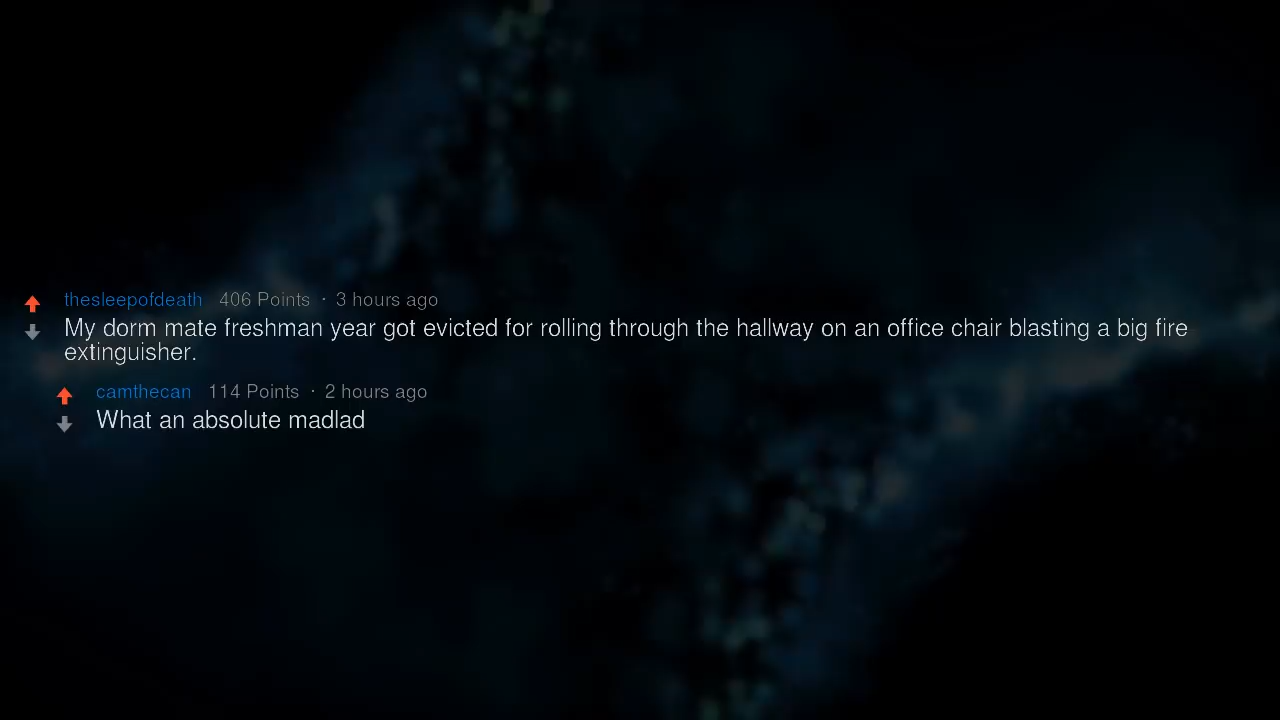 thesleepofdeath 406 Points · 3 hours ago
My dorm mate freshman year got evicted for rolling through the hallway on an office chair blasting a big fire
extinguisher.
camthecan 114 Points · 2 hours ago
What an absolute madlad